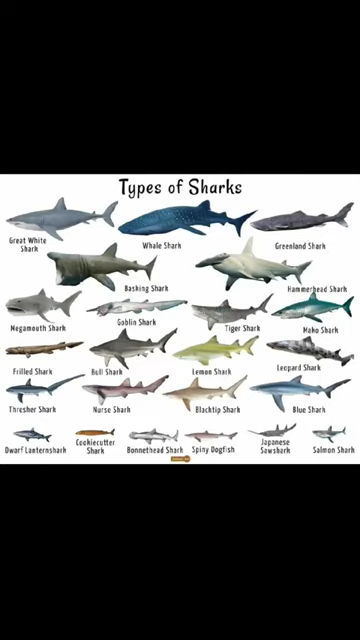 Types of Sharks
Great White
Shark
Whale Shark
Greenland Shark
Basking Shark
Hammerhead Shark
Megamouth Shark
Goblin Shark
Tiger Shark
Mako Shark
Frilled Shark
Bull Shark
Lemon Shark
Leopard Shark
Thresher Shark
Nurse Shark
Blacktip Shark
Blue Shark
Dwarf Lanternshark
Cookiecutter
Shark
Bonnethead Shark
Spiny Dogfish
Japanese
Sawshark
Salmon Shark